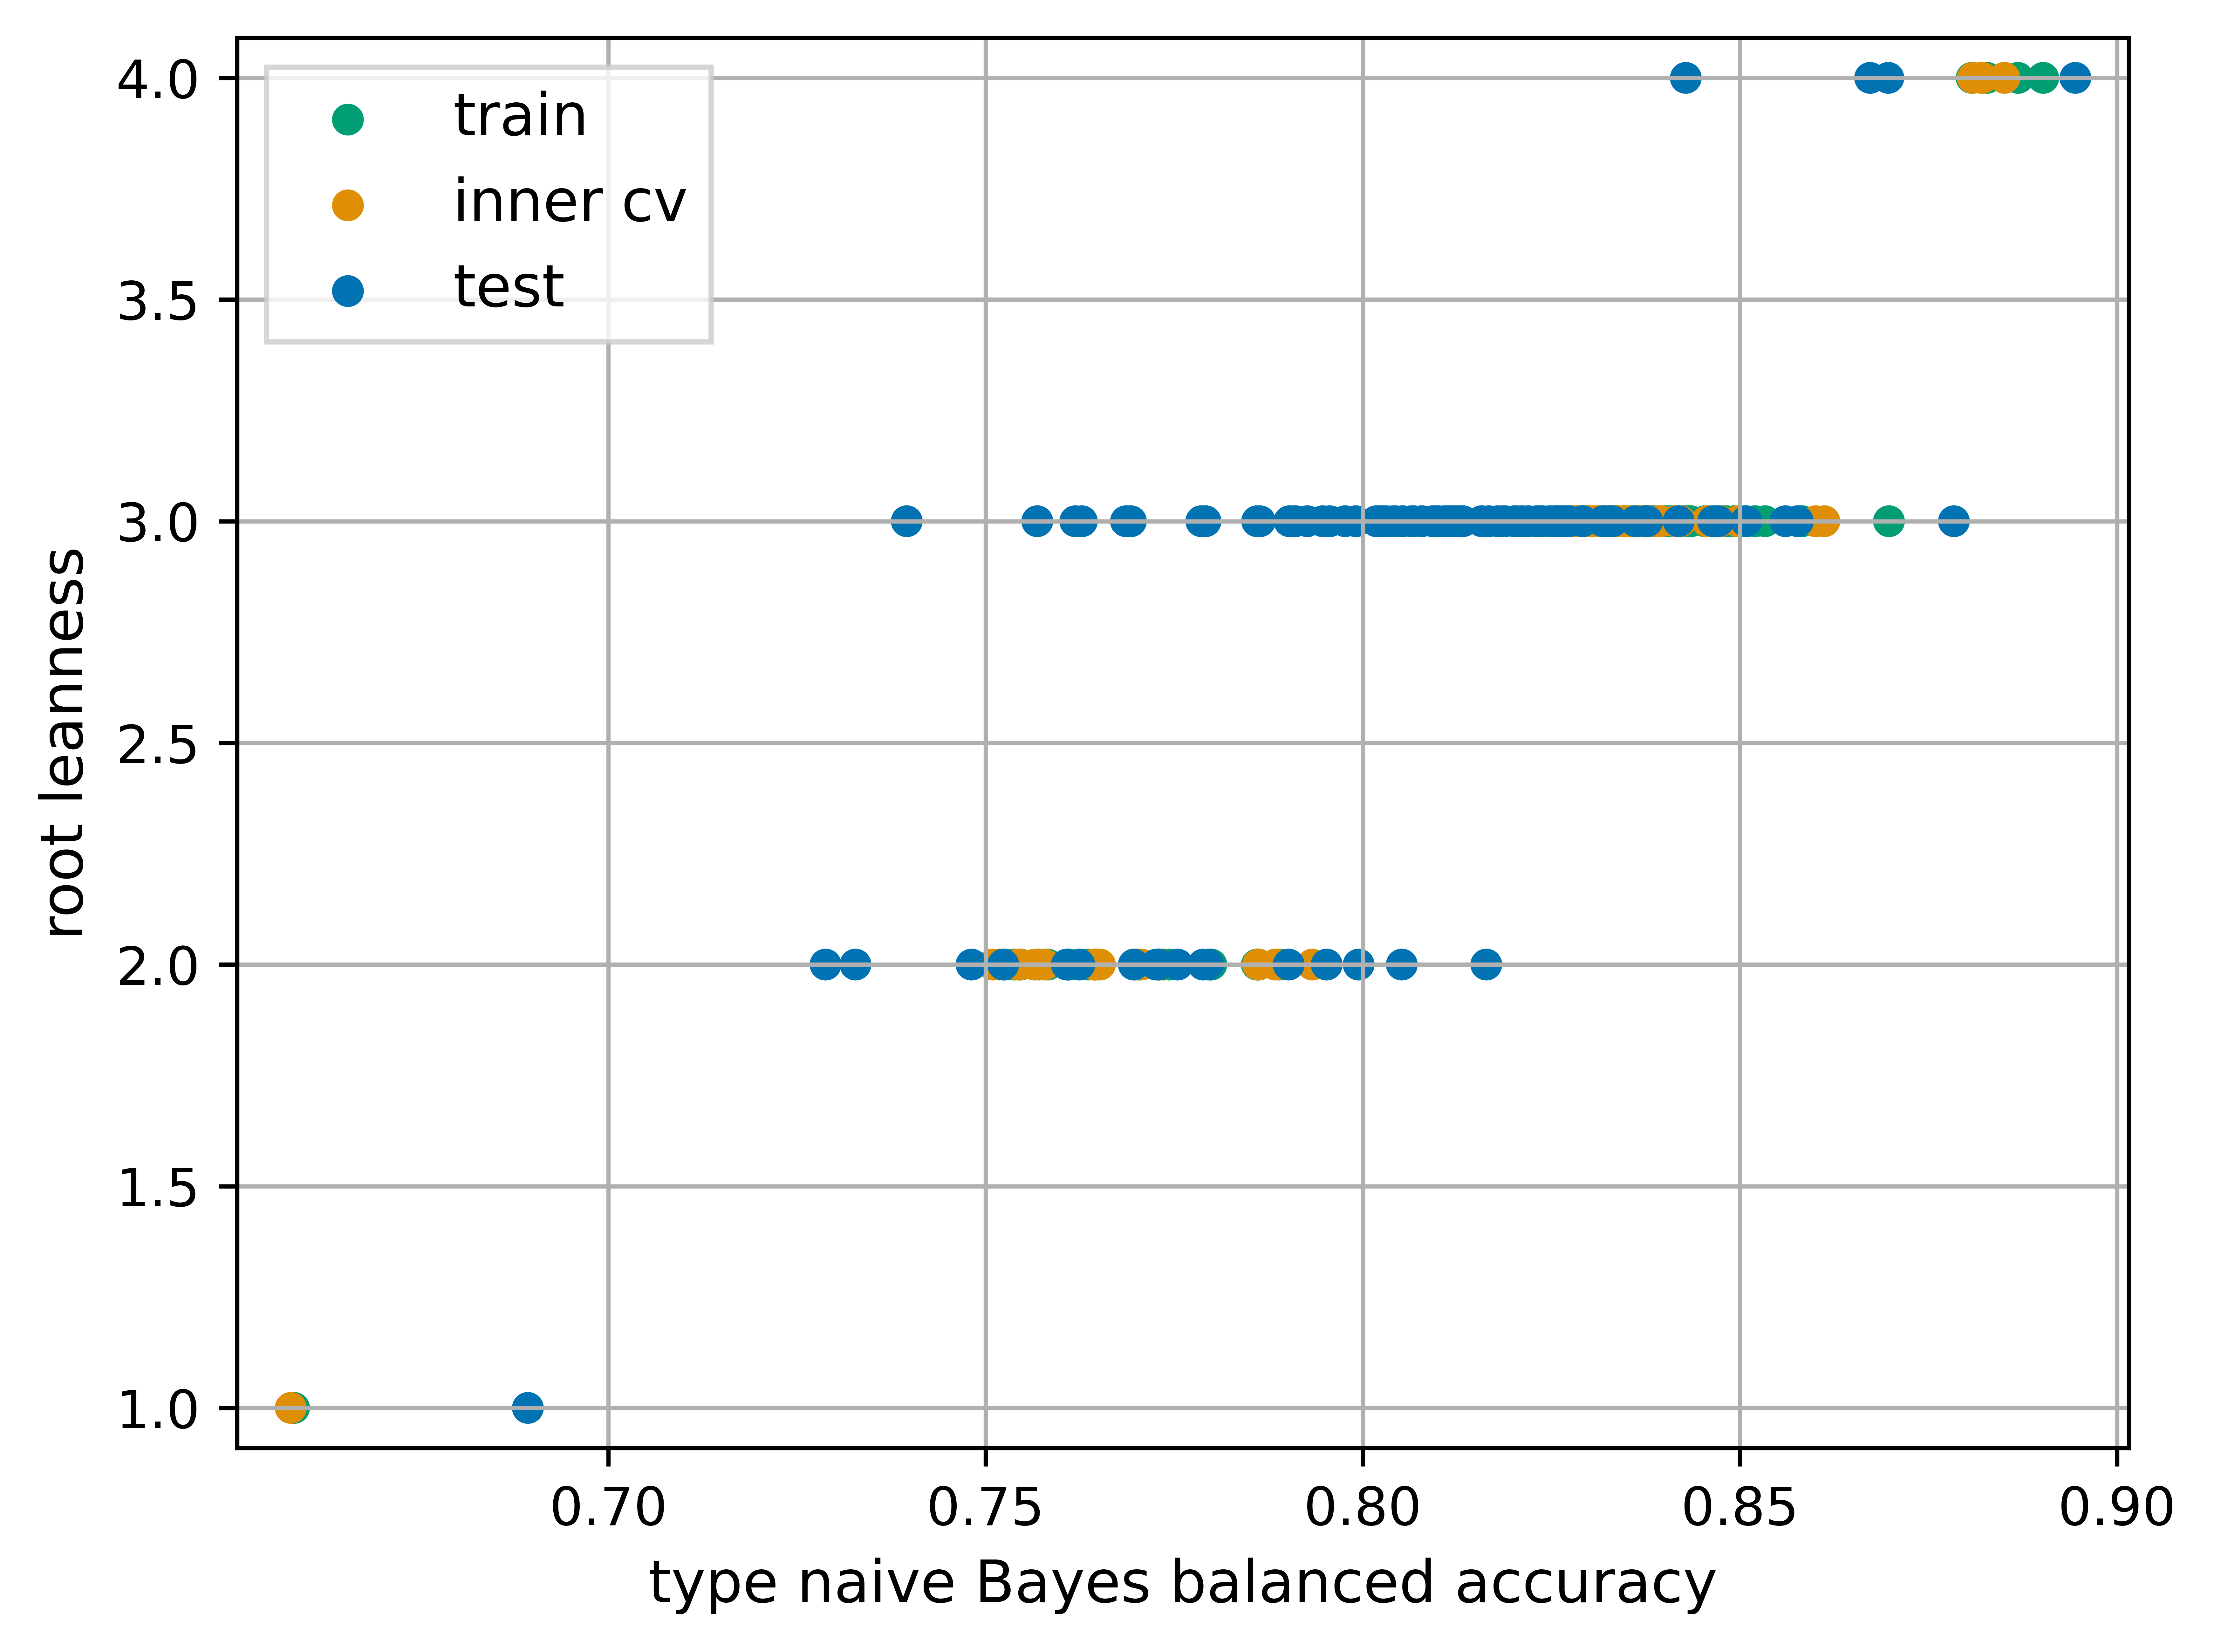 4.0
3.5
3.0
2.5
2.0
1.5
1.0
root leanness
train
inner cv
test
0.70 0.75 0.80 0.85 0.90
type naive Bayes balanced accuracy